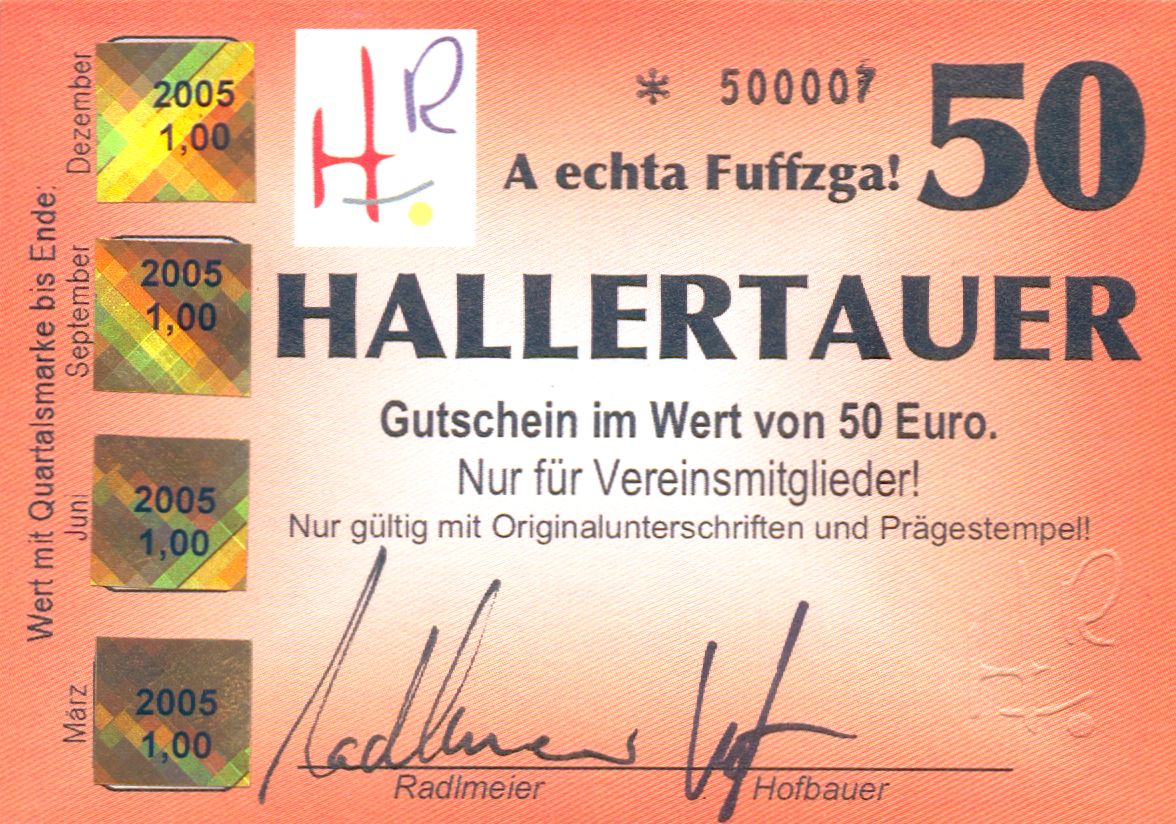 Wert mit Quartalsmarke bis Ende:
Dezember
2005
1,00
September
2005
1,00
Juni
2005
1,00
März
2005
1,00
HR
* 500007
50
A echta Fuffzga!
HALLERTAUER
Gutschein im Wert von 50 Euro.
Nur für Vereinsmitglieder!
Nur gültig mit Originalunterschriften und Prägestempel!
HR
Radlmeier
Radlmeier
Hofbauer